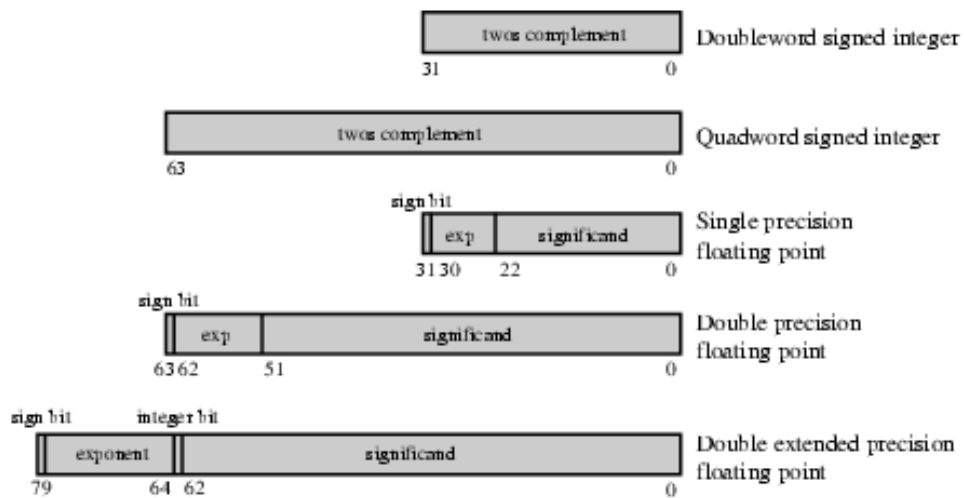 twos complement
Doubleword signed integer
31 0
twos complement
Quadword signed integer
63 0
sign bit
exp significand
Single precision
floating point
31 30 22 0
sign bit
exp significand
Double precision
floating point
63 62 51 0
sign bit integer bit
exponent significand
Double extended precision
floating point
79 64 62 0